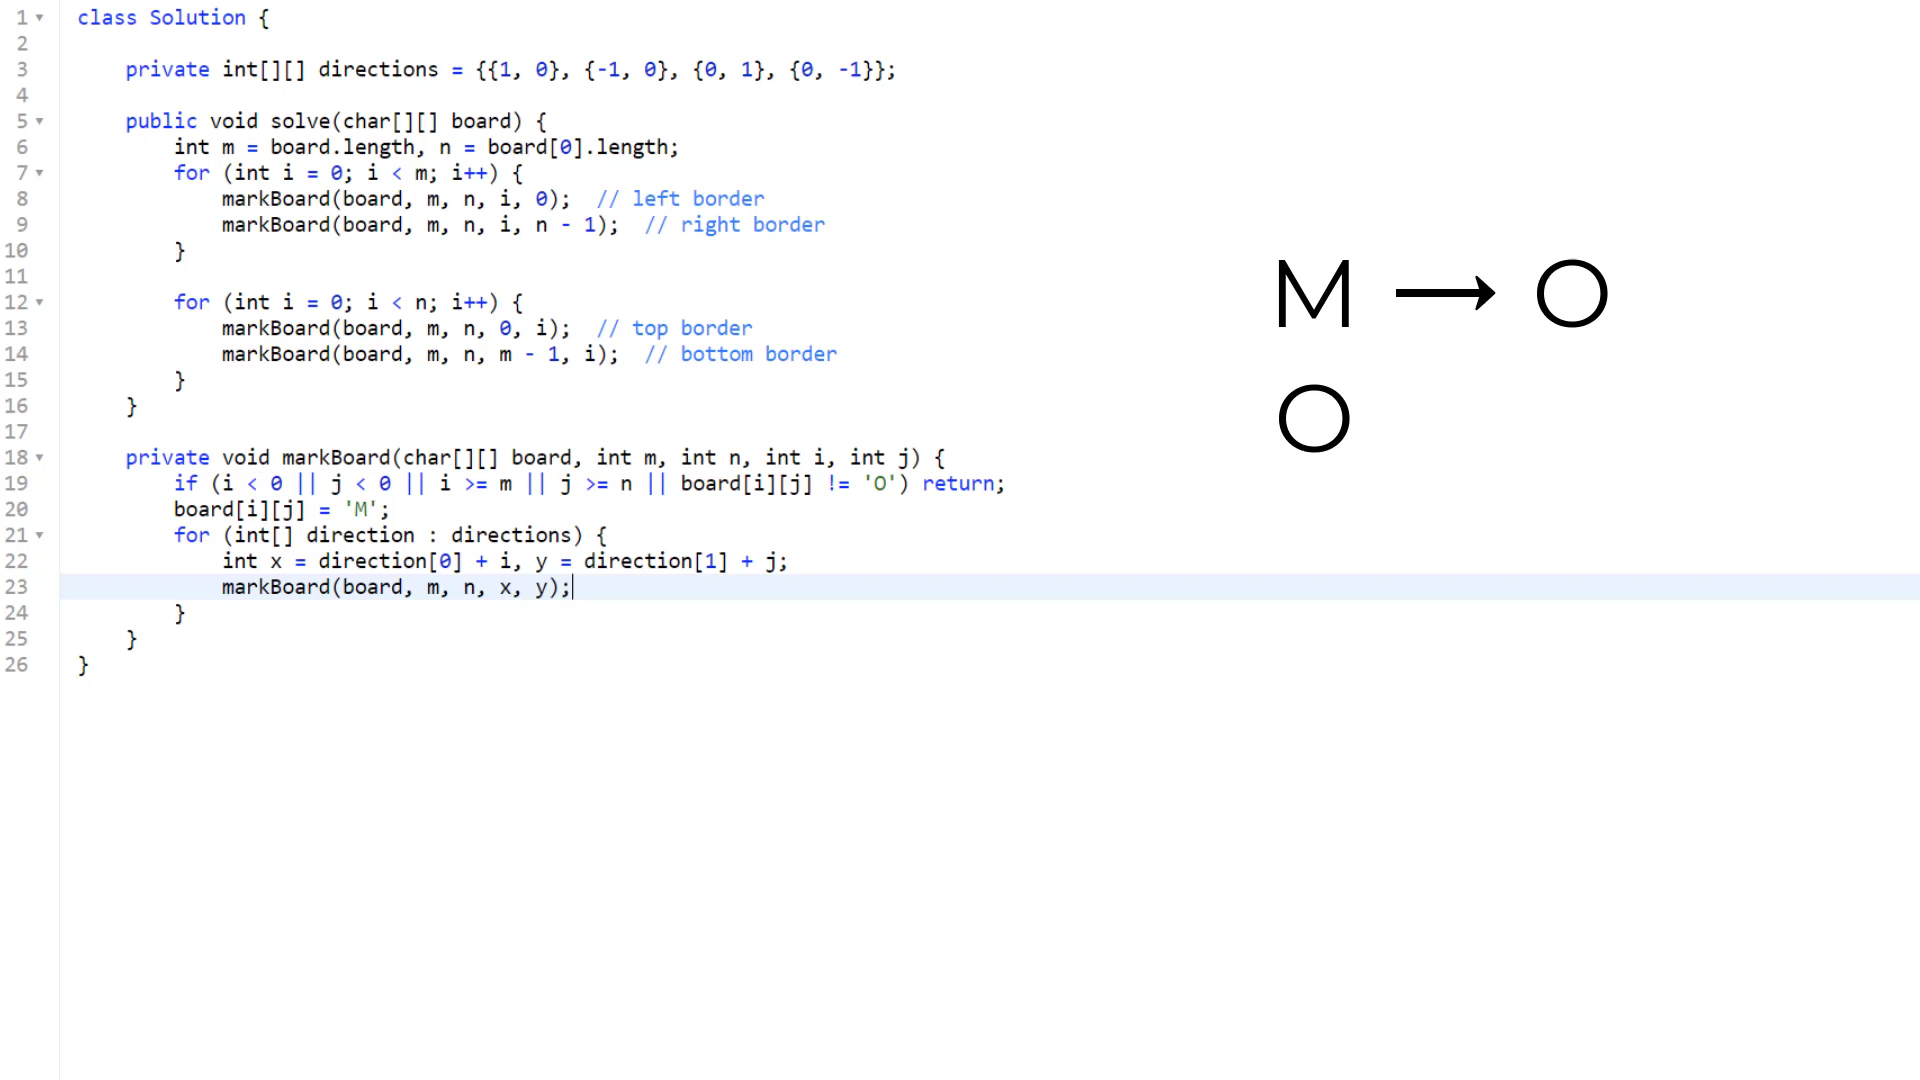 1 class Solution {
2
3     private int[][] directions = {{1, 0}, {-1, 0}, {0, 1}, {0, -1}};
4
5     public void solve(char[][] board) {
6         int m = board.length, n = board[0].length;
7         for (int i = 0; i < m; i++) {
8             markBoard(board, m, n, i, 0);  // left border
9             markBoard(board, m, n, i, n - 1);  // right border
10         }
11
12         for (int i = 0; i < n; i++) {
13             markBoard(board, m, n, 0, i);  // top border
14             markBoard(board, m, n, m - 1, i);  // bottom border
15         }
16     }
17
18     private void markBoard(char[][] board, int m, int n, int i, int j) {
19         if (i < 0 || j < 0 || i >= m || j >= n || board[i][j] != 'O') return;
20         board[i][j] = 'M';
21         for (int[] direction : directions) {
22             int x = direction[0] + i, y = direction[1] + j;
23             markBoard(board, m, n, x, y);
24         }
25     }
26 }
M → O
O